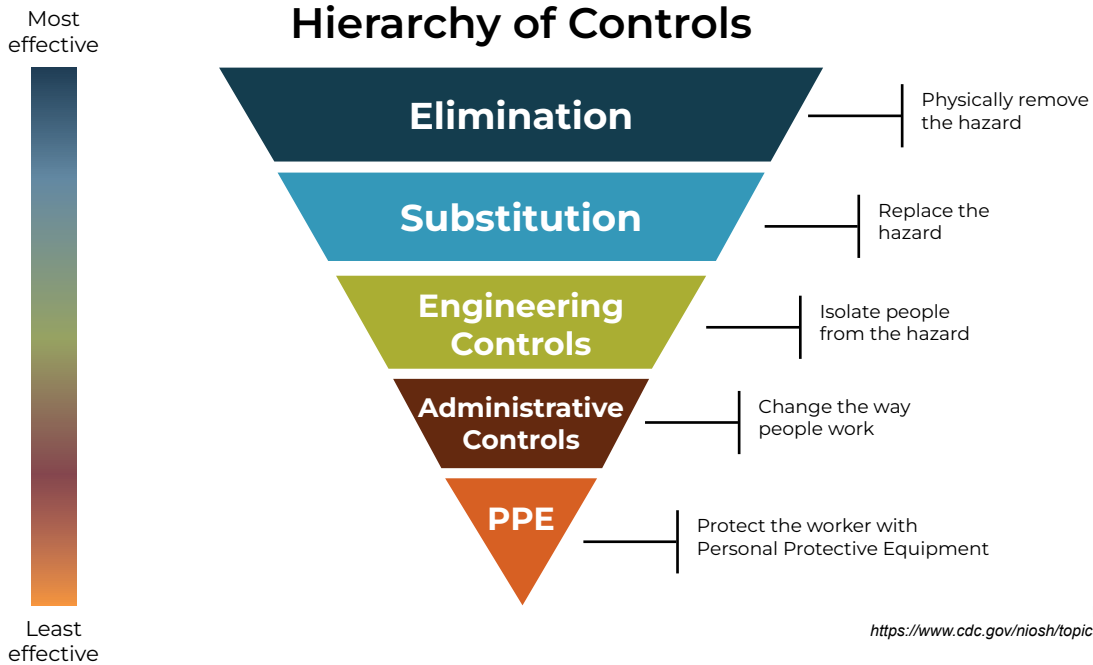 Hierarchy of Controls
Most
effective
Elimination
Physically remove
the hazard
Substitution
Replace the
hazard
Engineering
Controls
Isolate people
from the hazard
Administrative
Controls
Change the way
people work
PPE
Protect the worker with
Personal Protective Equipment
Least
effective
https://www.cdc.gov/niosh/topic